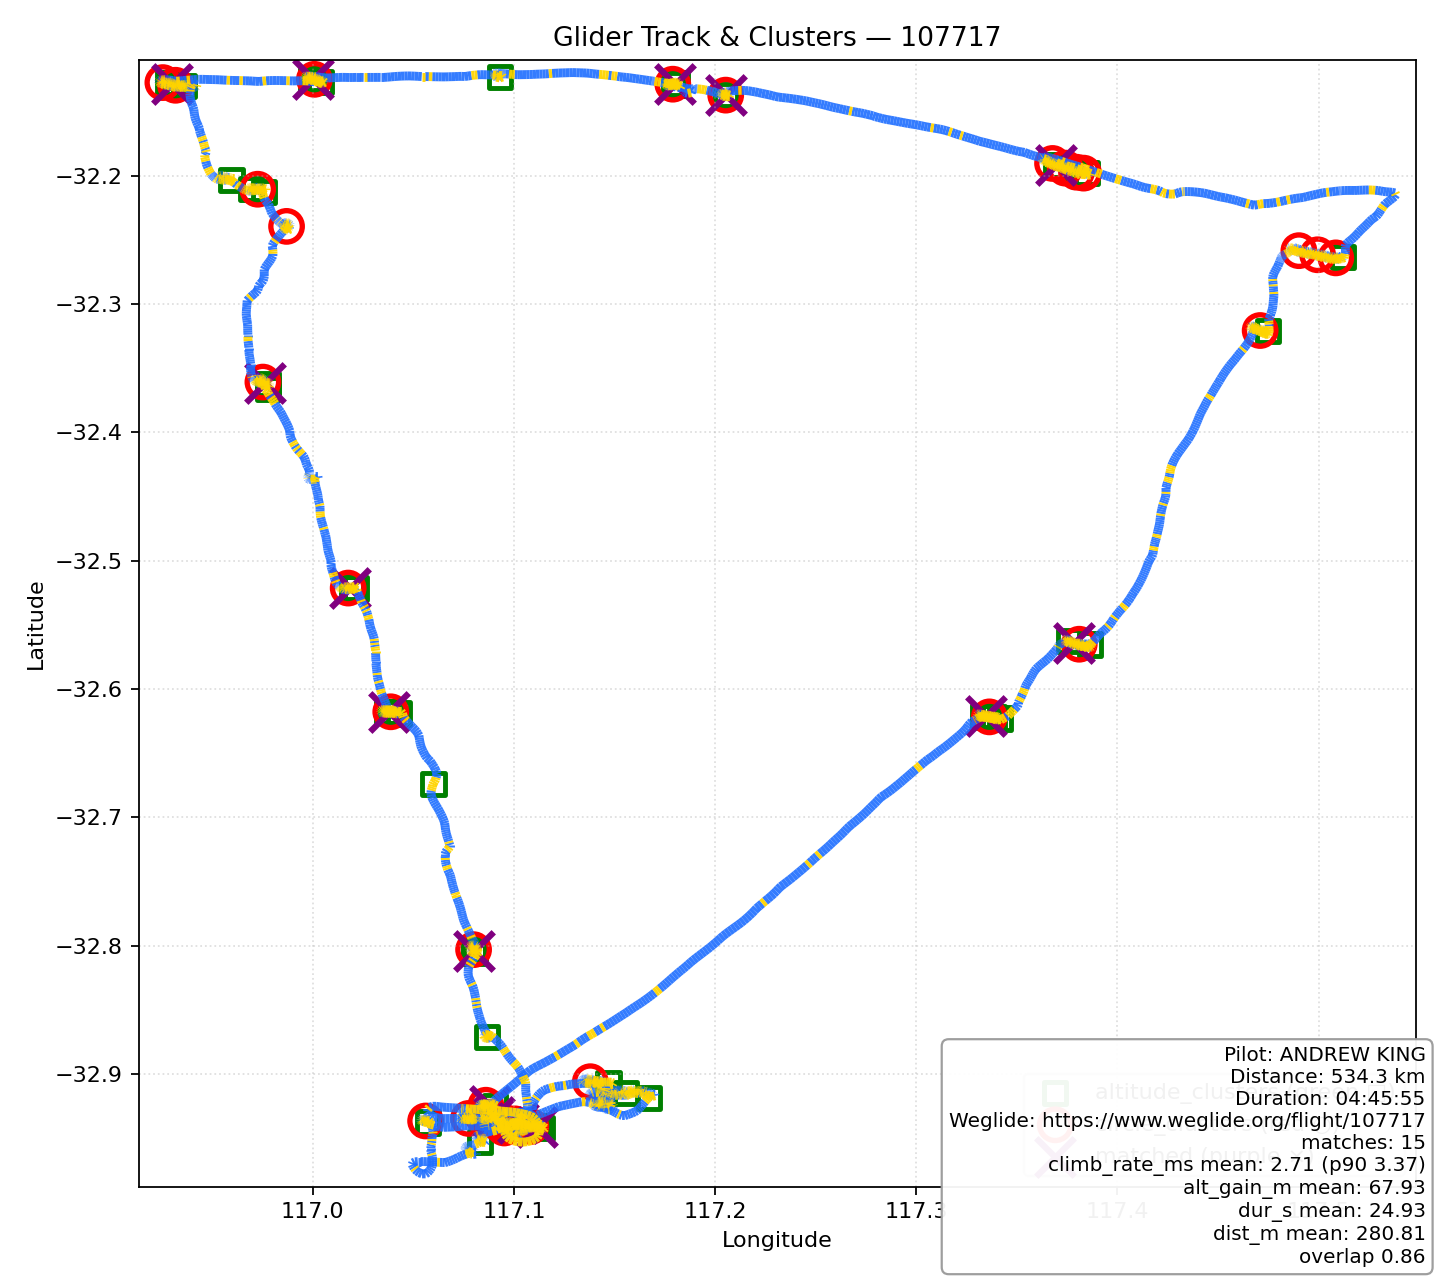 Glider Track & Clusters — 107717
−32.2
−32.3
−32.4
−32.5
−32.6
−32.7
−32.8
−32.9
Latitude
117.0
117.1
117.2
117.3
117.4
Longitude
Pilot: ANDREW KING
Distance: 534.3 km
Duration: 04:45:55
Weglide: https://www.weglide.org/flight/107717
matches: 15
climb_rate_ms mean: 2.71 (p90 3.37)
alt_gain_m mean: 67.93
dur_s mean: 24.93
dist_m mean: 280.81
overlap 0.86